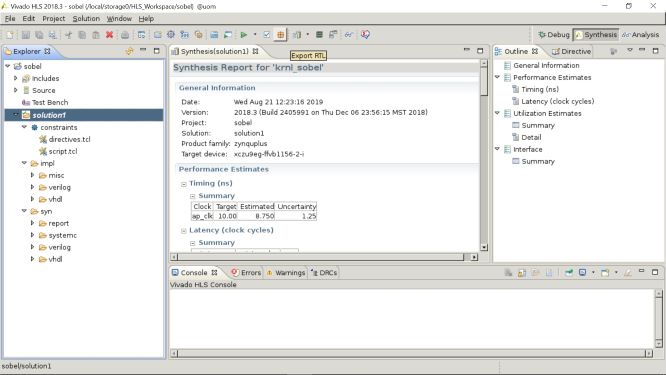 Vivado HLS 2018.3 - sobel (/local/storage0/HLS_Workspace/sobel) @uom
File Edit Project Solution Window Help
Debug Synthesis Analysis
Explorer
sobel
Includes
Source
Test Bench
solution1
constraints
directives.tcl
script.tcl
impl
misc
verilog
vhdl
syn
report
systemc
verilog
vhdl
Synthesis(solution1)
Export RTL
Synthesis Report for 'krnl_sobel'
General Information
Date: Wed Aug 21 12:23:16 2019
Version: 2018.3 (Build 2405991 on Thu Dec 06 23:56:15 MST 2018)
Project: sobel
Solution: solution1
Product family: zynquplus
Target device: xczu9eg-ffvb1156-2-i
Performance Estimates
Timing (ns)
Summary
Clock Target Estimated Uncertainty
ap_clk 10.00 8.750 1.25
Latency (clock cycles)
Summary
Outline Directive
General Information
Performance Estimates
Timing (ns)
Latency (clock cycles)
Utilization Estimates
Summary
Detail
Interface
Summary
Console Errors Warnings DRCs
Vivado HLS Console
sobel/solution1